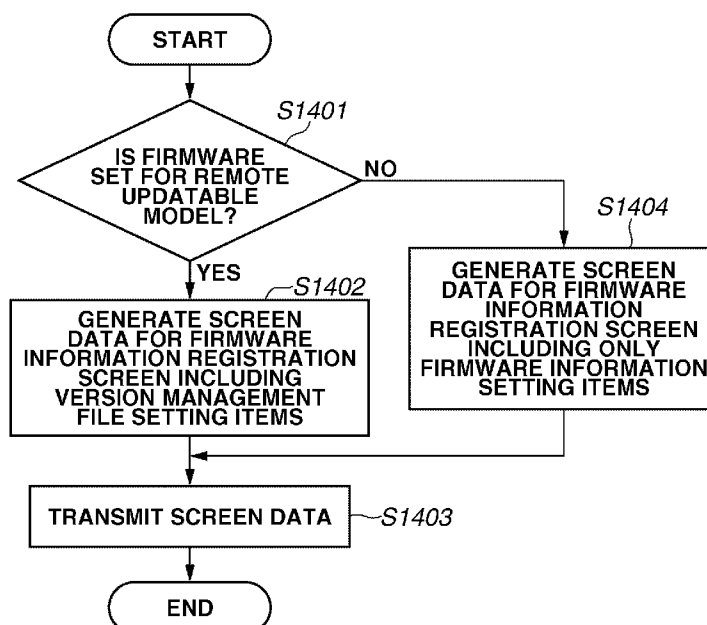 START
S1401
IS FIRMWARE
SET FOR REMOTE
UPDATABLE
MODEL?
NO
YES
S1402
GENERATE SCREEN
DATA FOR FIRMWARE
INFORMATION REGISTRATION
SCREEN INCLUDING
VERSION MANAGEMENT
FILE SETTING ITEMS
S1404
GENERATE SCREEN
DATA FOR FIRMWARE
INFORMATION
REGISTRATION SCREEN
INCLUDING ONLY
FIRMWARE INFORMATION
SETTING ITEMS
TRANSMIT SCREEN DATA
S1403
END